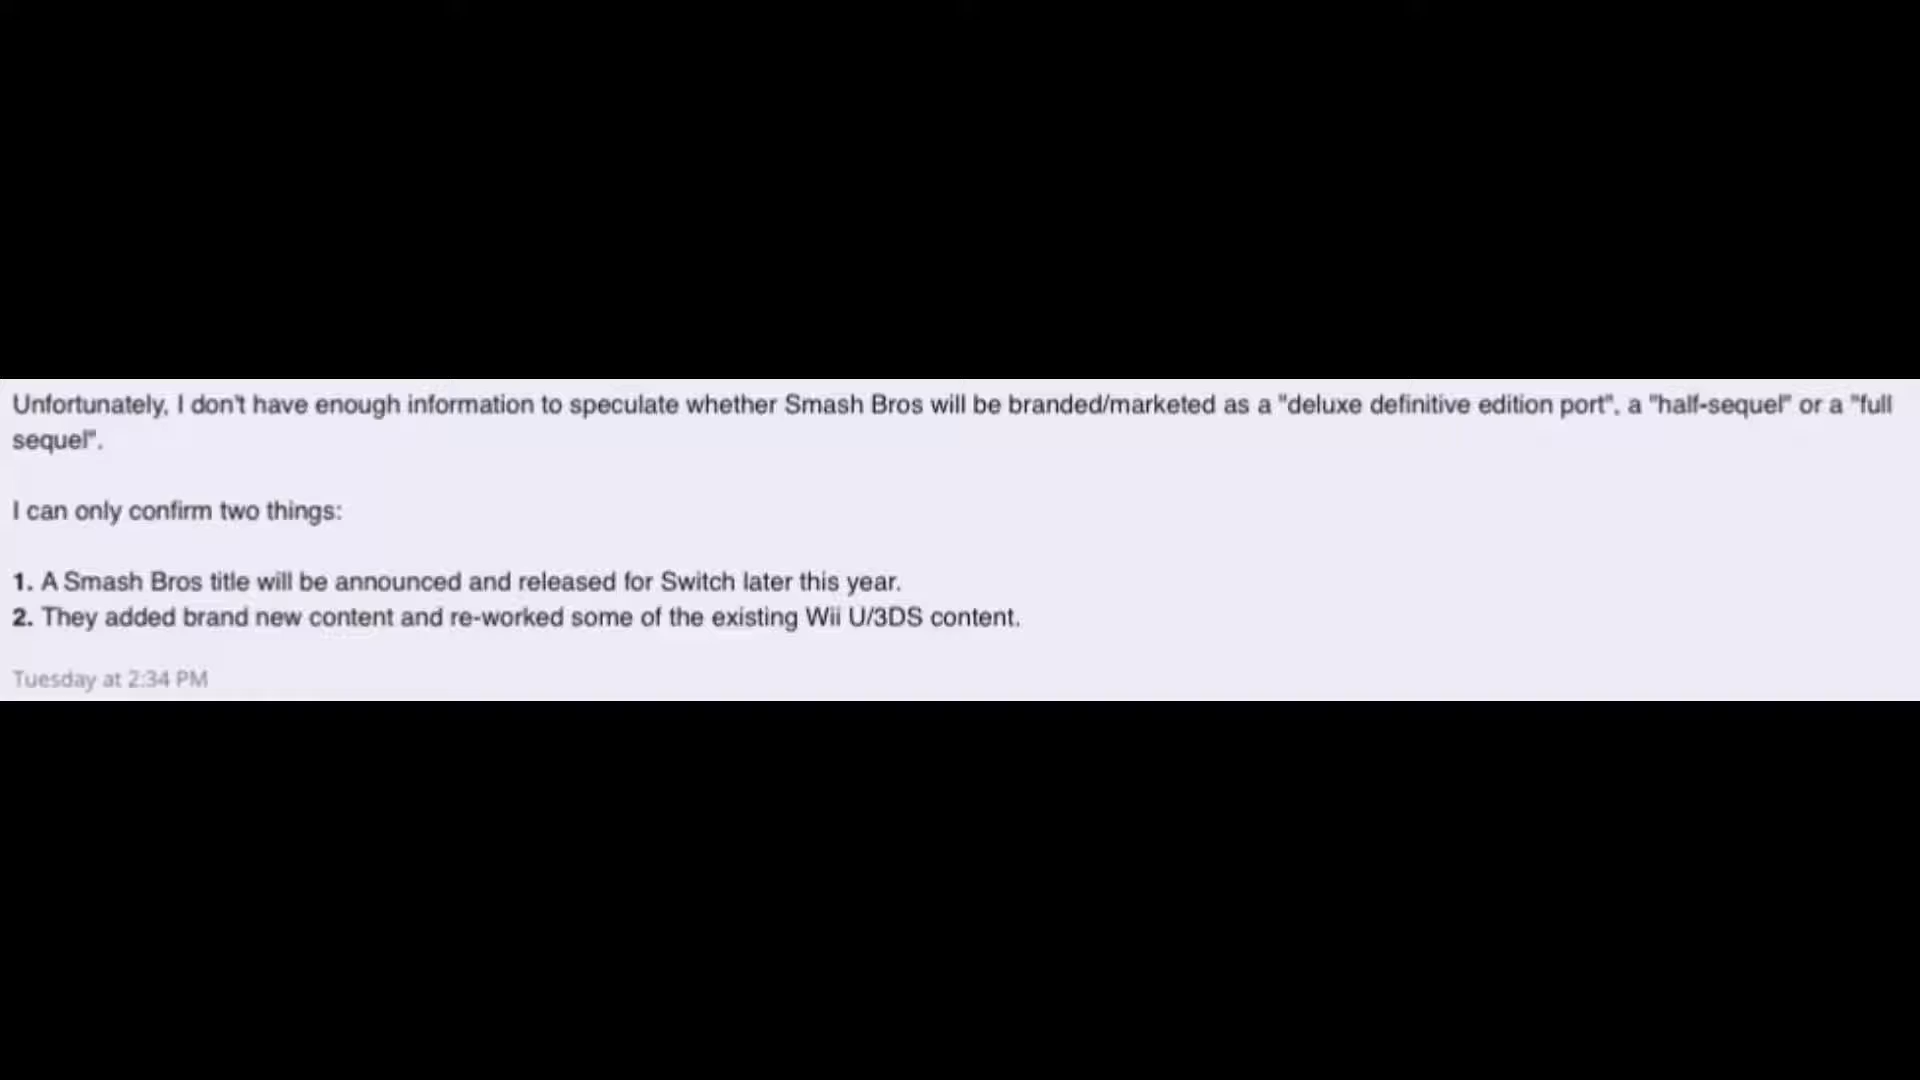 Unfortunately, I don't have enough information to speculate whether Smash Bros will be branded/marketed as a "deluxe definitive edition port", a "half-sequel" or a "full
sequel".
I can only confirm two things:
1. A Smash Bros title will be announced and released for Switch later this year.
2. They added brand new content and re-worked some of the existing Wii U/3DS content.
Tuesday at 2:34 PM